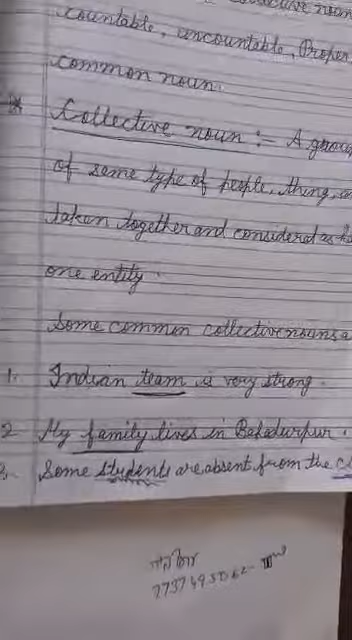 collective noun
countable, uncountable, Proper
common noun.
* Collective noun :- A group
of same type of people, thing,
taken together and considered as
one entity.
Some common collective nouns a
1. Indian team is very strong.
2. My family lives in Bahadurpur.
3. Some students are absent from the